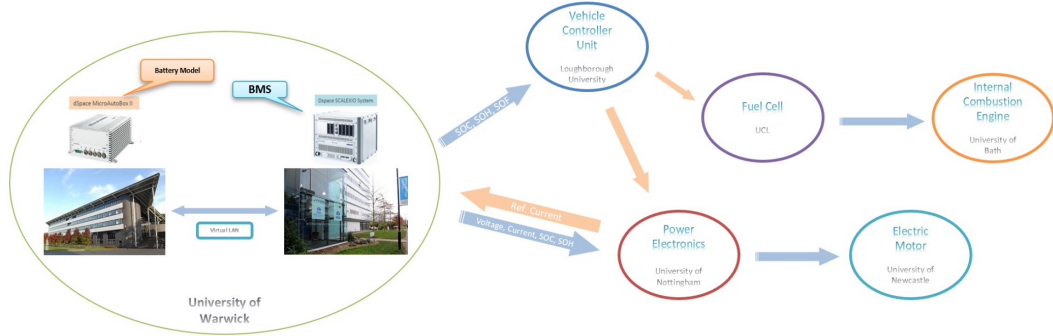 Battery Model
BMS
dSpace MicroAutoBox II
Dspace SCALEXIO System
Virtual LAN
University of
Warwick
SOC, SOH, SOF
Ref. Current
Voltage, Current, SOC, SOH
Vehicle
Controller
Unit
Loughborough
University
Fuel Cell
UCL
Internal
Combustion
Engine
University of
Bath
Power
Electronics
University of
Nottingham
Electric
Motor
University of
Newcastle